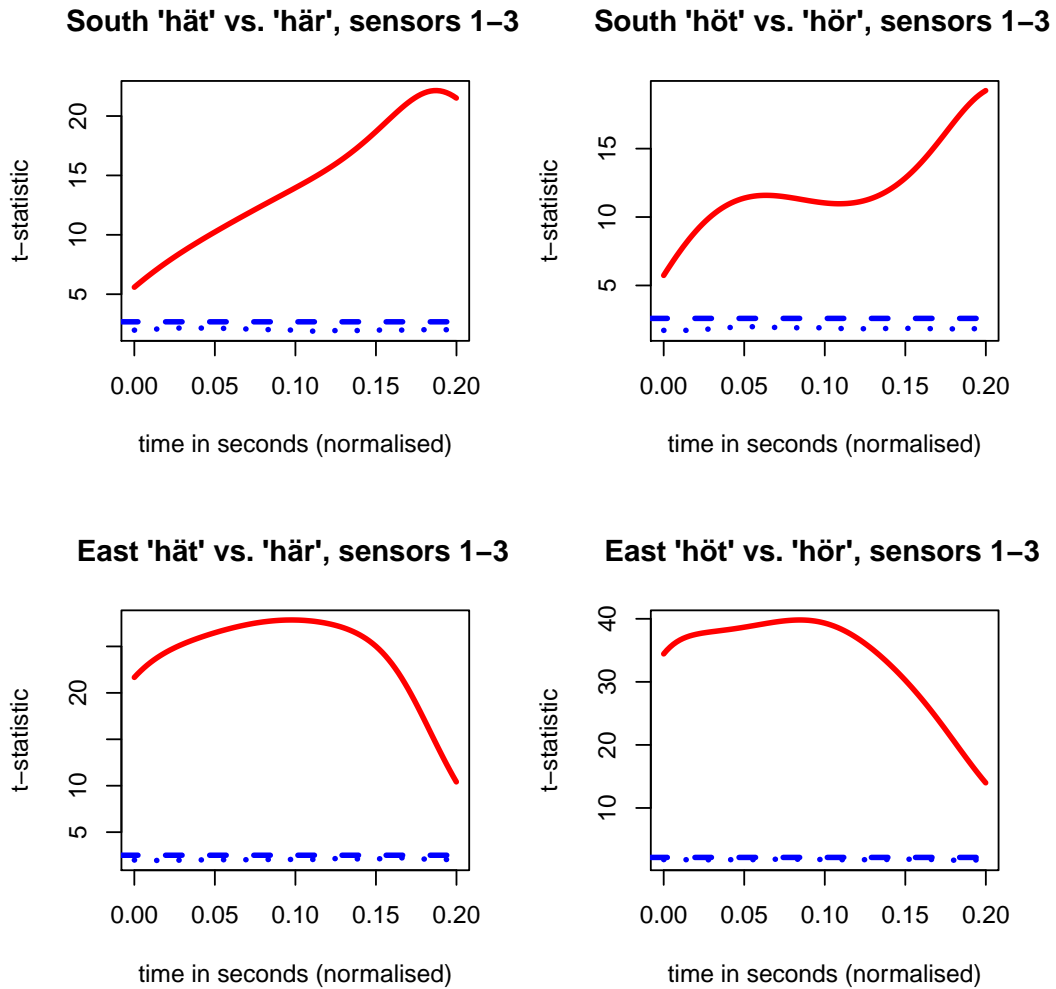 South 'hät' vs. 'här', sensors 1−3
t−statistic
20
15
10
5
0.00 0.05 0.10 0.15 0.20
time in seconds (normalised)
South 'höt' vs. 'hör', sensors 1−3
t−statistic
15
10
5
0.00 0.05 0.10 0.15 0.20
time in seconds (normalised)
East 'hät' vs. 'här', sensors 1−3
t−statistic
20
10
5
0.00 0.05 0.10 0.15 0.20
time in seconds (normalised)
East 'höt' vs. 'hör', sensors 1−3
t−statistic
40
30
20
10
0.00 0.05 0.10 0.15 0.20
time in seconds (normalised)